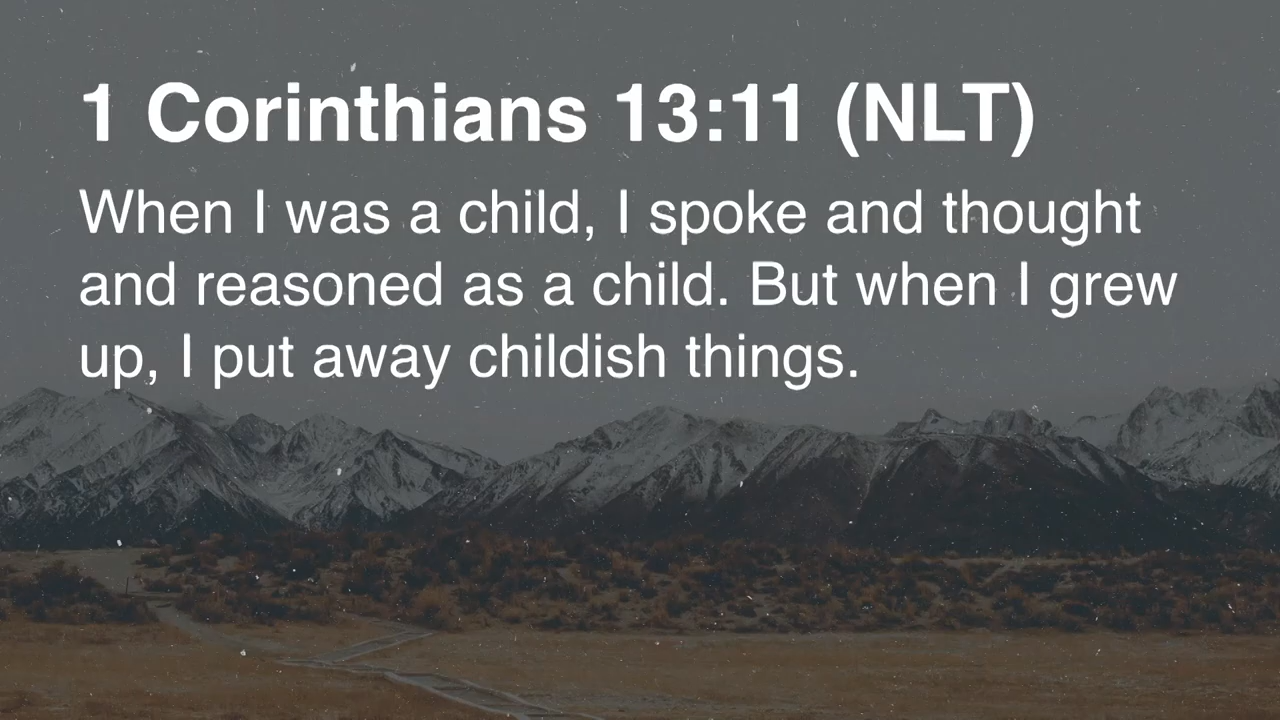 1 Corinthians 13:11 (NLT)
When I was a child, I spoke and thought
and reasoned as a child. But when I grew
up, I put away childish things.